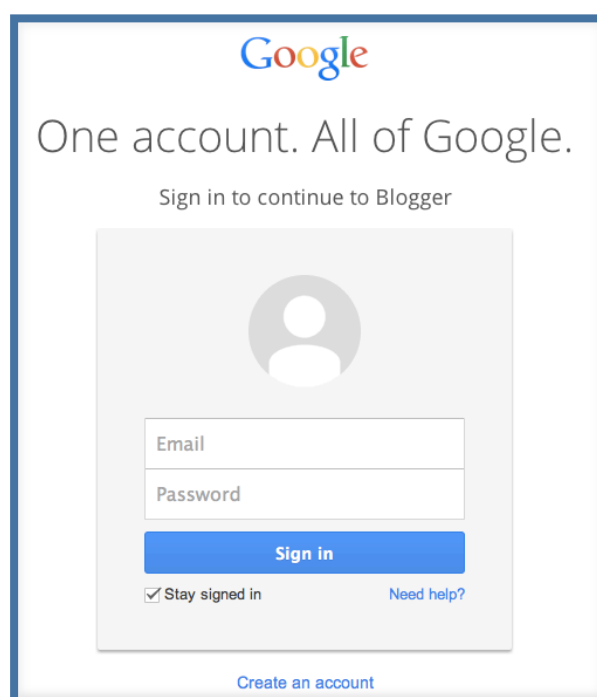 Google
One account. All of Google.
Sign in to continue to Blogger
Email
Password
Sign in
Stay signed in Need help?
Create an account